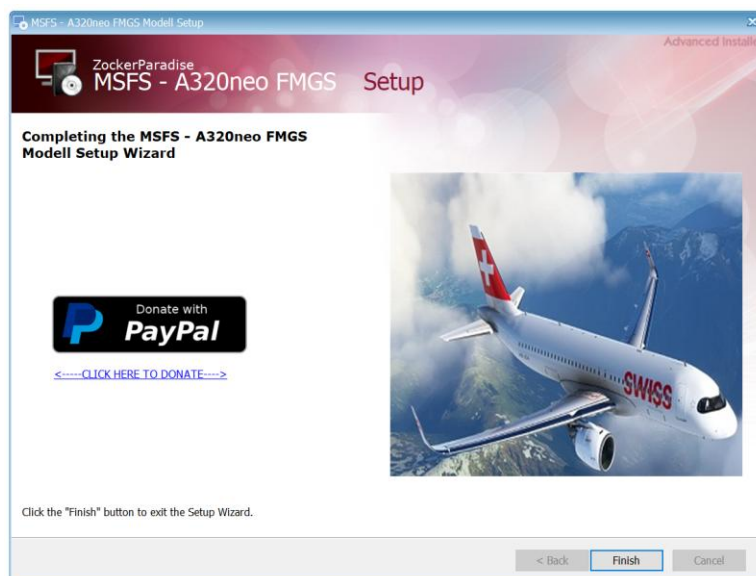 MSFS - A320neo FMGS Modell Setup
Advanced Installe
ZockerParadise
MSFS - A320neo FMGS Setup
Completing the MSFS - A320neo FMGS
Modell Setup Wizard
Donate with
PayPal
<-----CLICK HERE TO DONATE---->
SWISS
Click the "Finish" button to exit the Setup Wizard.
< Back
Finish
Cancel